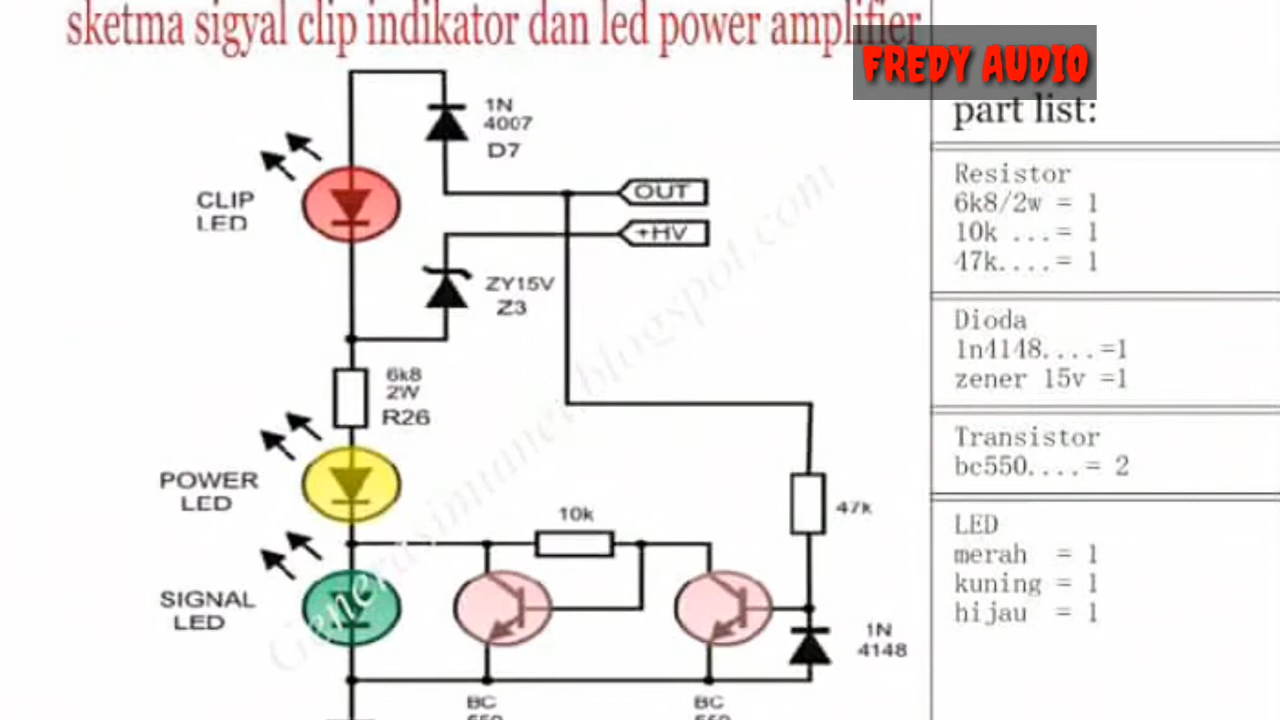 sketma sigyal clip indikator dan led power amplifier
FREDY AUDIO
part list:
1N
4007
D7
CLIP
LED
OUT
+HV
ZY15V
Z3
6k8
2W
R26
POWER
LED
10k
47k
SIGNAL
LED
1N
4148
BC
550
BC
550
Resistor
6k8/2w = 1
10k ...= 1
47k....= 1
Dioda
1n4148....=1
zener 15v =1
Transistor
bc550....= 2
LED
merah = 1
kuning = 1
hijau = 1